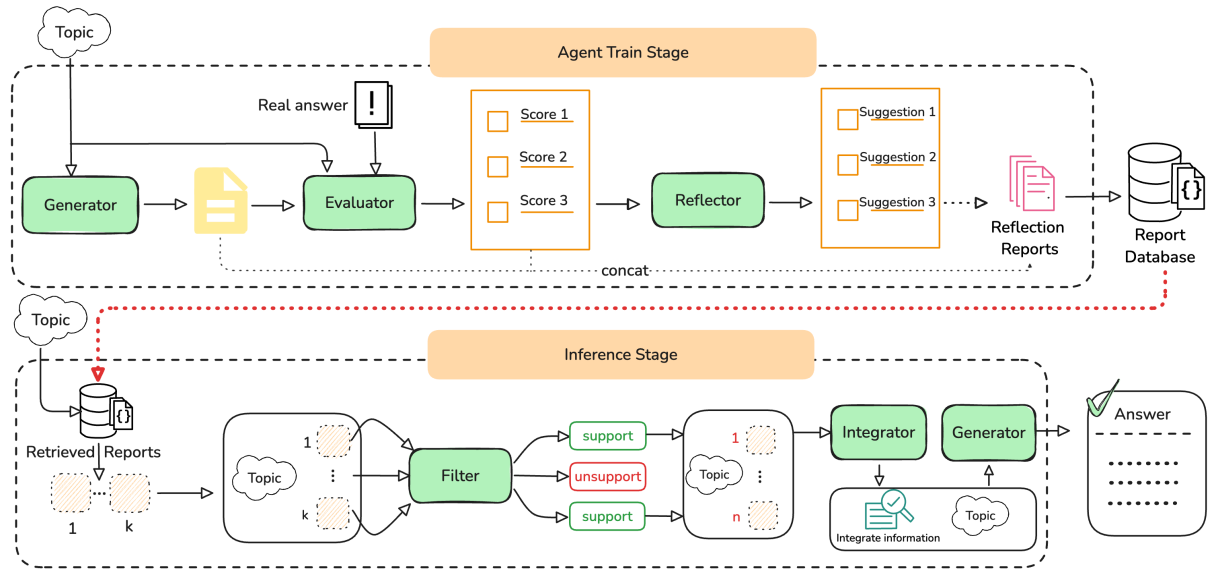 Topic
Agent Train Stage
Real answer
!
Score 1
Score 2
Score 3
Suggestion 1
Suggestion 2
Suggestion 3
Generator
Evaluator
Reflector
{}
Reflection
Reports
Report
Database
concat
Topic
Inference Stage
{}
Retrieved Reports
1
k
Topic
1
k
Filter
support
unsupport
support
1
Topic
n
Integrator
Generator
Integrate information
Topic
Answer